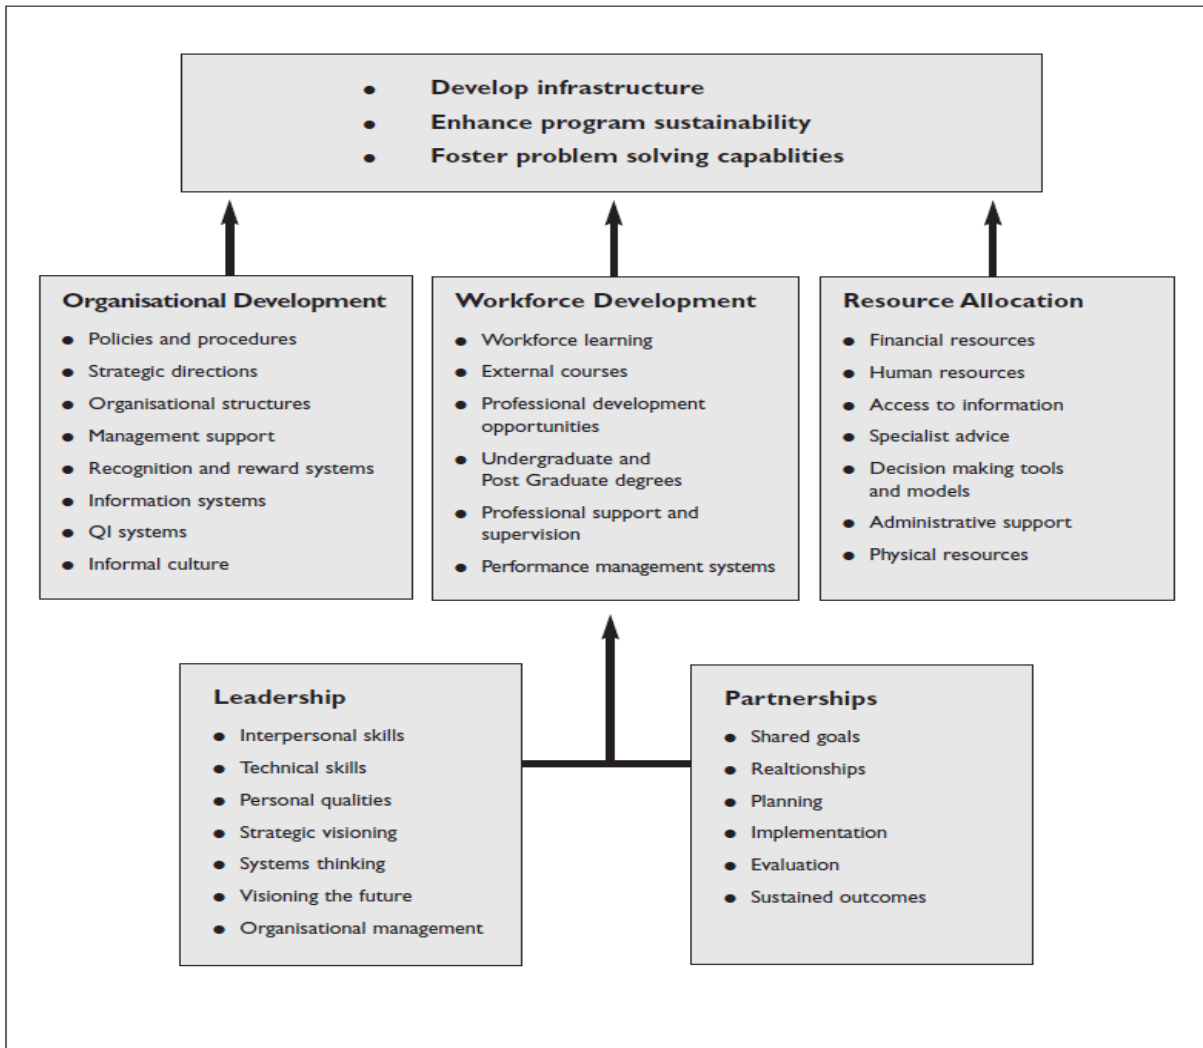 ● Develop infrastructure
● Enhance program sustainability
● Foster problem solving capablities
Organisational Development
● Policies and procedures
● Strategic directions
● Organisational structures
● Management support
● Recognition and reward systems
● Information systems
● QI systems
● Informal culture
Workforce Development
● Workforce learning
● External courses
● Professional development
opportunities
● Undergraduate and
Post Graduate degrees
● Professional support and
supervision
● Performance management systems
Resource Allocation
● Financial resources
● Human resources
● Access to information
● Specialist advice
● Decision making tools
and models
● Administrative support
● Physical resources
Leadership
● Interpersonal skills
● Technical skills
● Personal qualities
● Strategic visioning
● Systems thinking
● Visioning the future
● Organisational management
Partnerships
● Shared goals
● Realtionships
● Planning
● Implementation
● Evaluation
● Sustained outcomes